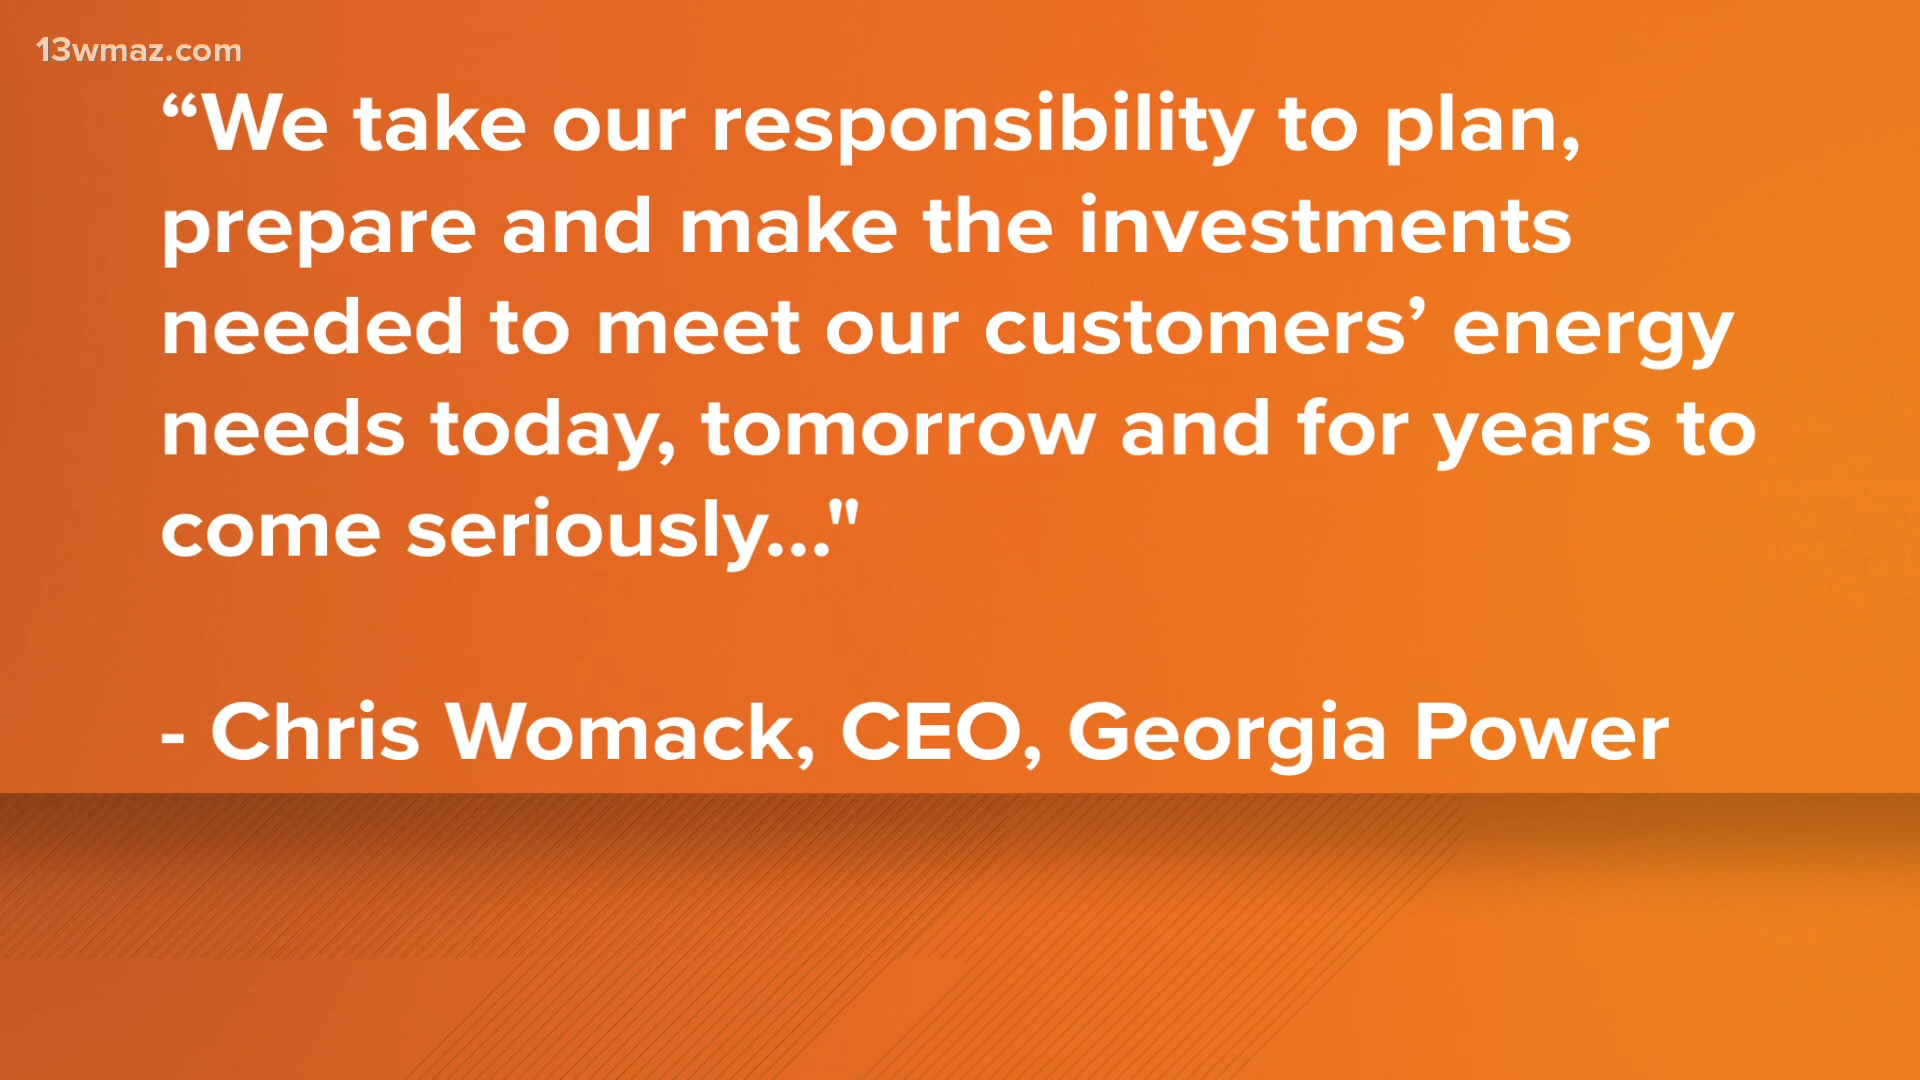 13wmaz.com
“We take our responsibility to plan,
prepare and make the investments
needed to meet our customers’ energy
needs today, tomorrow and for years to
come seriously..."
- Chris Womack, CEO, Georgia Power